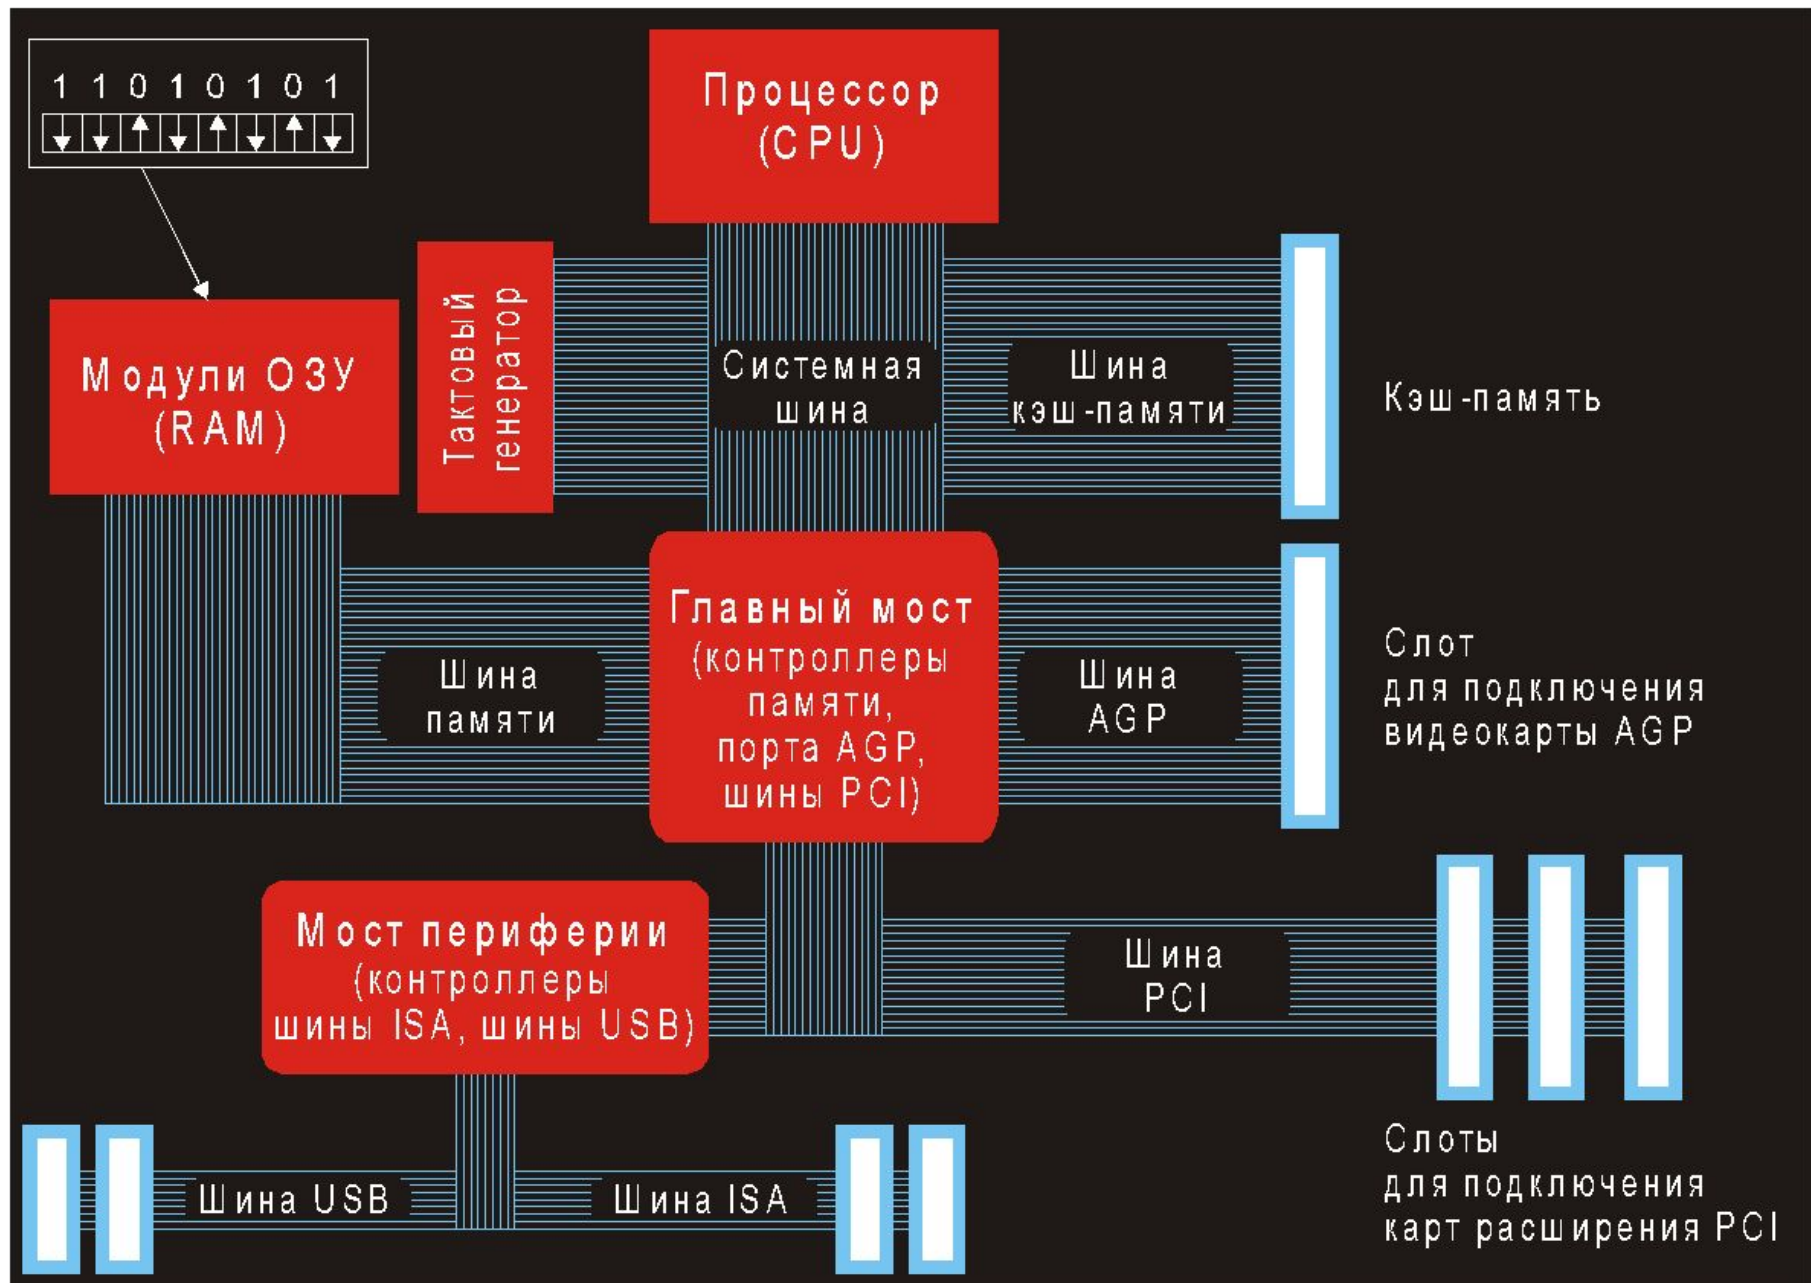 1 1 0 1 0 1 0 1
Процессор
(CPU)
Модули ОЗУ
(RAM)
Тактовый
генератор
Системная
шина
Шина
кэш-памяти
Кэш-память
Главный мост
(контроллеры
памяти,
порта AGP,
шины PCI)
Шина
памяти
Шина
AGP
Слот
для подключения
видеокарты AGP
Мост периферии
(контроллеры
шины ISA, шины USB)
Шина
PCI
Слоты
для подключения
карт расширения PCI
Шина USB
Шина ISA